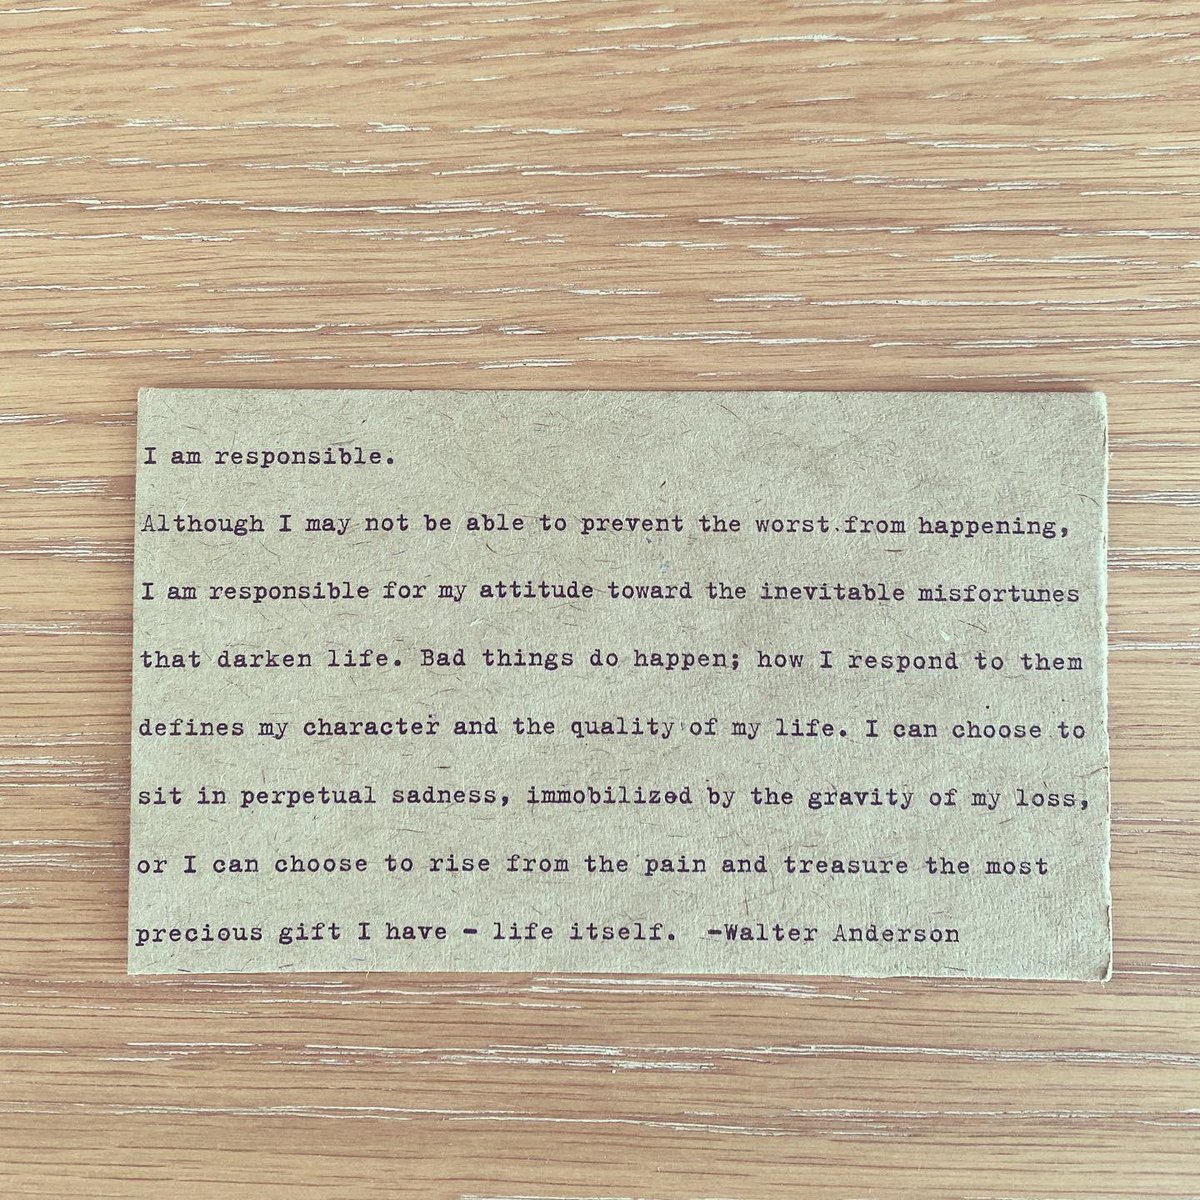 I am responsible.
Although I may not be able to prevent the worst from happening,
I am responsible for my attitude toward the inevitable misfortunes
that darken life. Bad things do happen; how I respond to them
defines my character and the quality of my life. I can choose to
sit in perpetual sadness, immobilized by the gravity of my loss,
or I can choose to rise from the pain and treasure the most
precious gift I have - life itself. -Walter Anderson